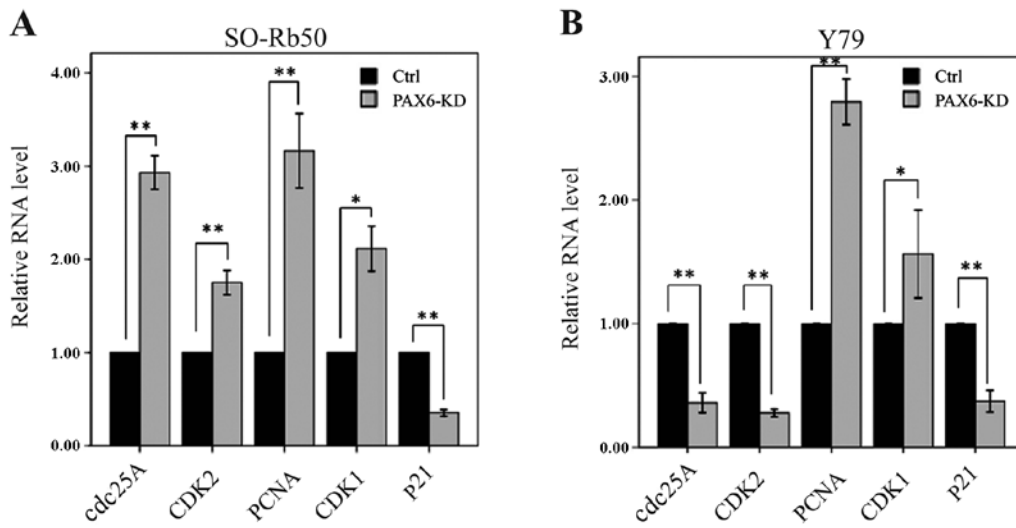 A
SO-Rb50
Relative RNA level
4.00
3.00
2.00
1.00
0.00
Ctrl
PAX6-KD
**
**
**
*
**
cdc25A
CDK2
PCNA
CDK1
P21
B
Y79
Relative RNA level
3.00
2.00
1.00
0.00
Ctrl
PAX6-KD
**
**
**
*
**
cdc25A
CDK2
PCNA
CDK1
P21